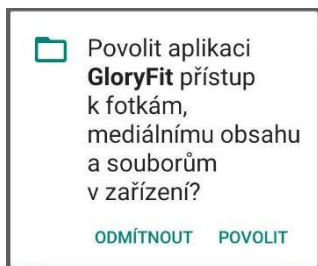 Povolit aplikaci
GloryFit přístup
k fotkám,
mediálnímu obsahu
a souborům
v zařízení?
ODMÍTNOUT POVOLIT